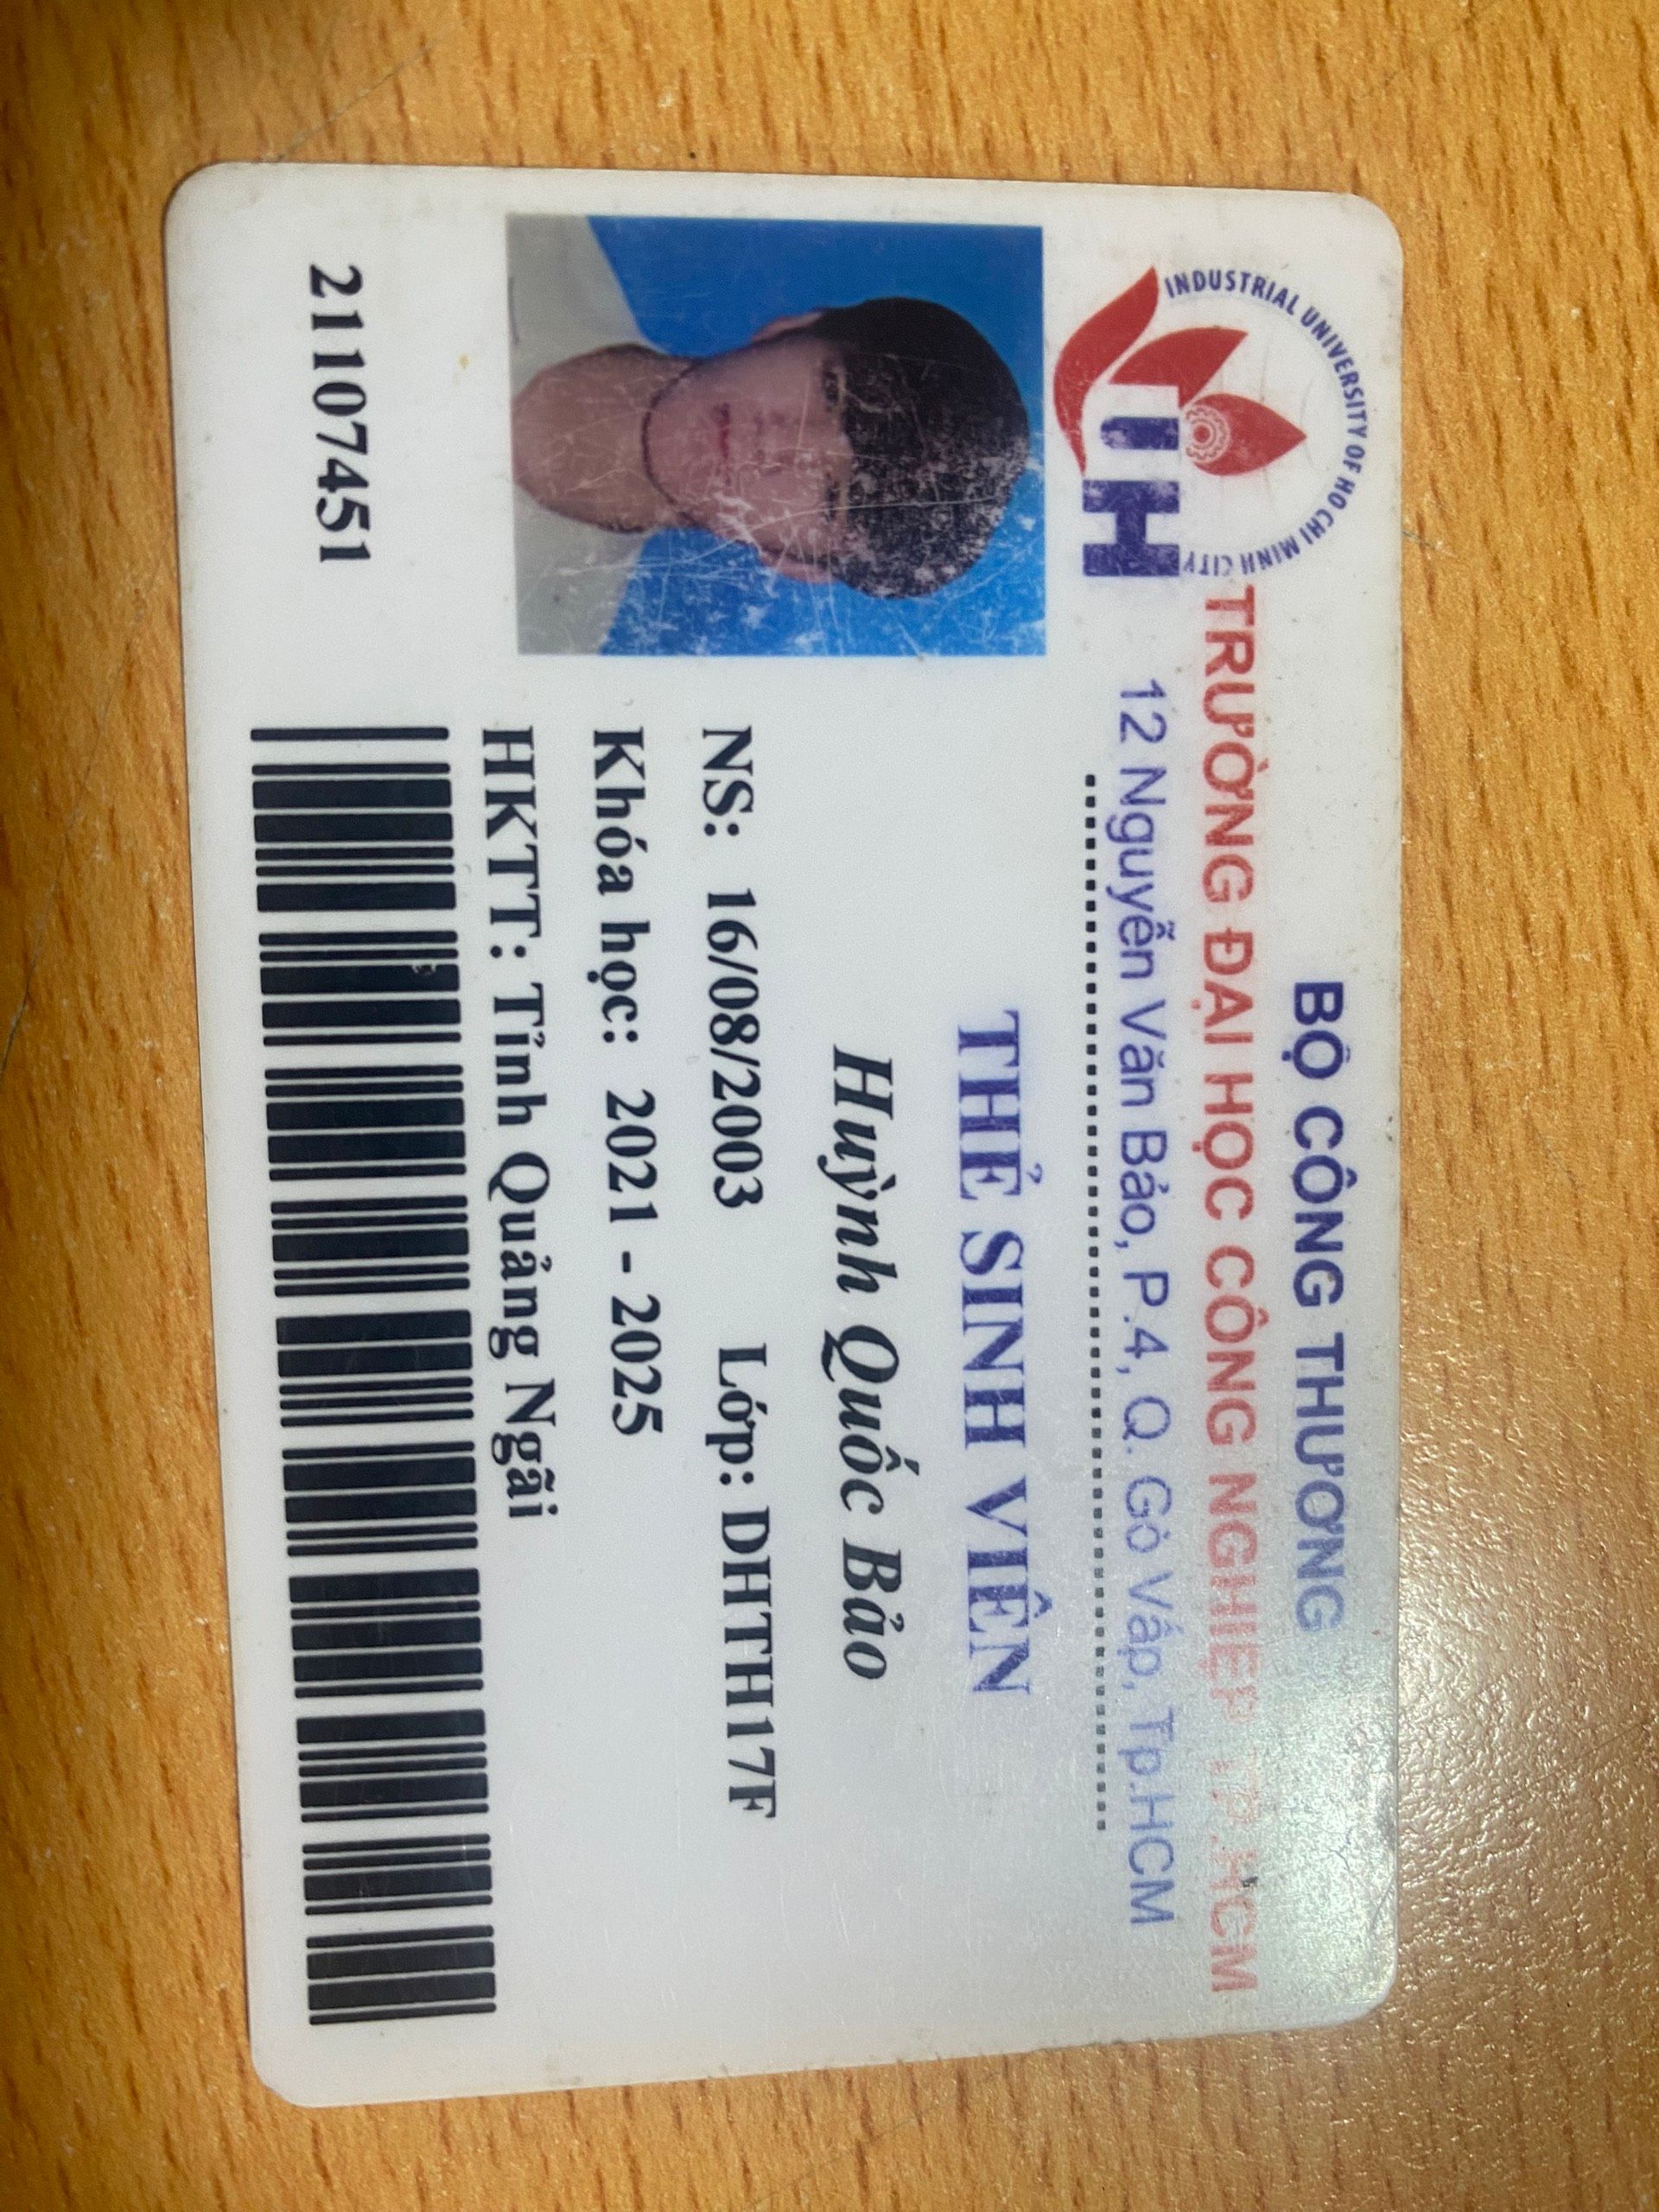 BỘ CÔNG THƯƠNG
TRƯỜNG ĐẠI HỌC CÔNG NGHIỆP TP.HCM
12 Nguyễn Văn Bảo, P.4, Q. Gò Vấp, Tp.HCM
INDUSTRIAL UNIVERSITY OF HO CHI MINH CITY
IUH
THẺ SINH VIÊN
Huỳnh Quốc Bảo
NS: 16/08/2003 Lớp: DHTH17F
Khóa học: 2021 - 2025
HKTT: Tỉnh Quảng Ngãi
21107451